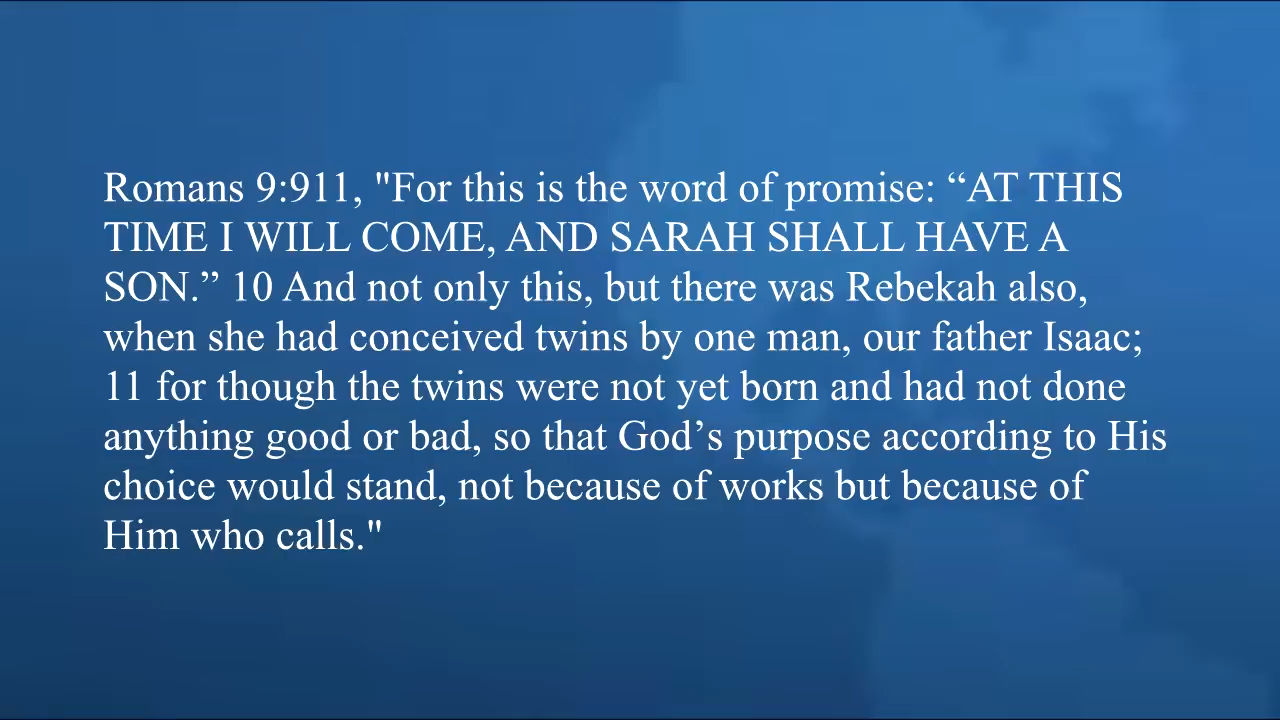 Romans 9:911, "For this is the word of promise: “AT THIS
TIME I WILL COME, AND SARAH SHALL HAVE A
SON.” 10 And not only this, but there was Rebekah also,
when she had conceived twins by one man, our father Isaac;
11 for though the twins were not yet born and had not done
anything good or bad, so that God’s purpose according to His
choice would stand, not because of works but because of
Him who calls."